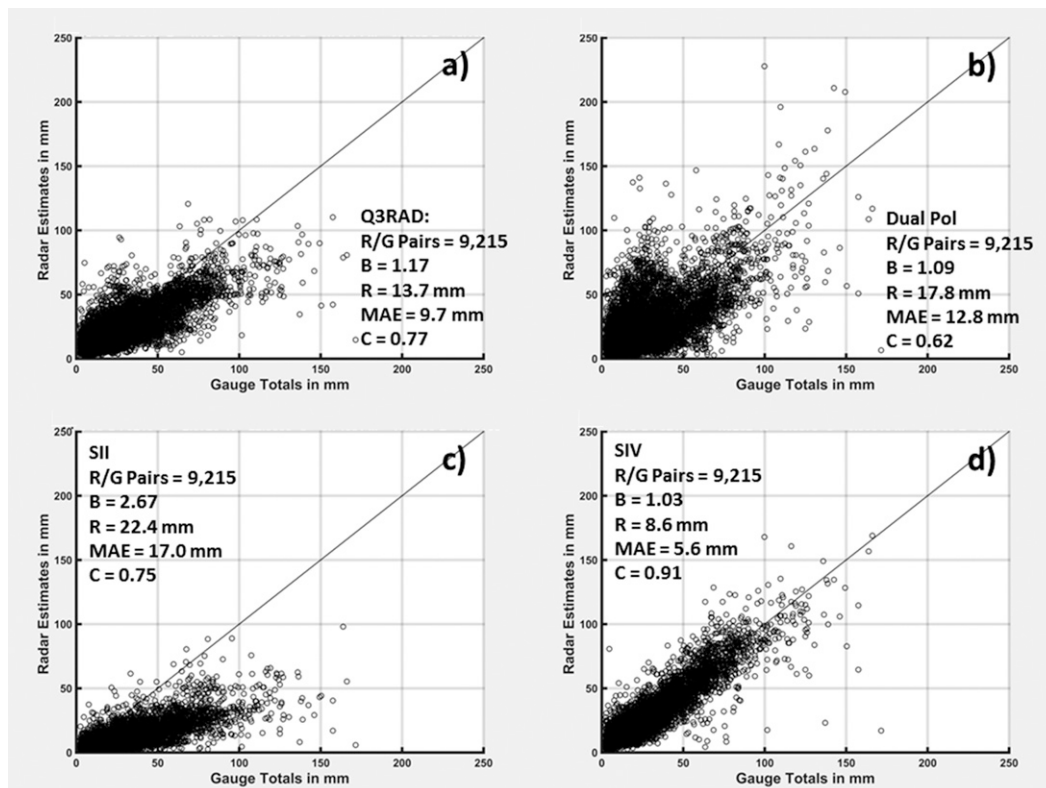 250
200
150
100
50
0
0 50 100 150 200 250
Radar Estimates in mm
Gauge Totals in mm
a)
Q3RAD:
R/G Pairs = 9,215
B = 1.17
R = 13.7 mm
MAE = 9.7 mm
C = 0.77
250
200
150
100
50
0
0 50 100 150 200 250
Radar Estimates in mm
Gauge Totals in mm
b)
Dual Pol
R/G Pairs = 9,215
B = 1.09
R = 17.8 mm
MAE = 12.8 mm
C = 0.62
250
200
150
100
50
0
0 50 100 150 200 250
Radar Estimates in mm
Gauge Totals in mm
c)
SII
R/G Pairs = 9,215
B = 2.67
R = 22.4 mm
MAE = 17.0 mm
C = 0.75
250
200
150
100
50
0
0 50 100 150 200 250
Radar Estimates in mm
Gauge Totals in mm
d)
SIV
R/G Pairs = 9,215
B = 1.03
R = 8.6 mm
MAE = 5.6 mm
C = 0.91